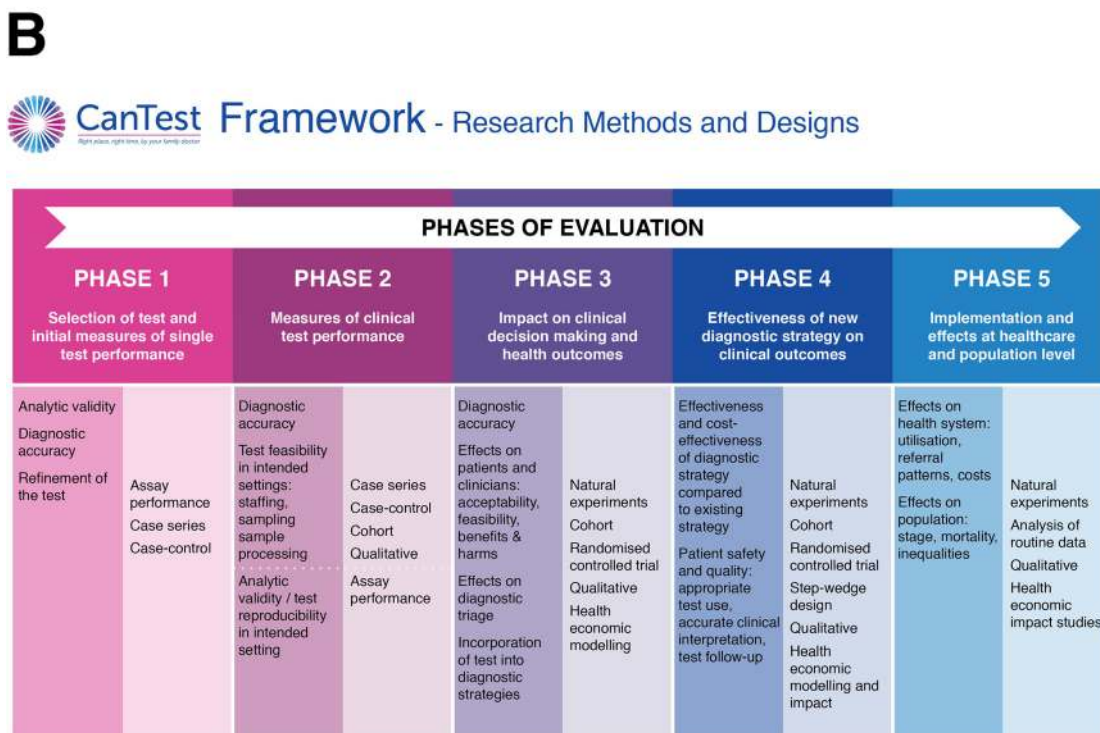 B
CanTest Framework - Research Methods and Designs
Right place, right time, by your family doctor
PHASES OF EVALUATION
PHASE 1
Selection of test and
initial measures of single
test performance
Analytic validity
Diagnostic
accuracy
Refinement of
the test
Assay
performance
Case series
Case-control
PHASE 2
Measures of clinical
test performance
Diagnostic
accuracy
Test feasibility
in intended
settings:
staffing,
sampling
sample
processing
Case series
Case-control
Cohort
Qualitative
Analytic
validity / test
reproducibility
in intended
setting
Assay
performance
PHASE 3
Impact on clinical
decision making and
health outcomes
Diagnostic
accuracy
Effects on
patients and
clinicians:
acceptability,
feasibility,
benefits &
harms
Effects on
diagnostic
triage
Incorporation
of test into
diagnostic
strategies
Natural
experiments
Cohort
Randomised
controlled trial
Qualitative
Health
economic
modelling
PHASE 4
Effectiveness of new
diagnostic strategy on
clinical outcomes
Effectiveness
and cost-
effectiveness
of diagnostic
strategy
compared
to existing
strategy
Patient safety
and quality:
appropriate
test use,
accurate clinical
interpretation,
test follow-up
Natural
experiments
Cohort
Randomised
controlled trial
Step-wedge
design
Qualitative
Health
economic
modelling and
impact
PHASE 5
Implementation and
effects at healthcare
and population level
Effects on
health system:
utilisation,
referral
patterns, costs
Effects on
population:
stage, mortality,
inequalities
Natural
experiments
Analysis of
routine data
Qualitative
Health
economic
impact studies